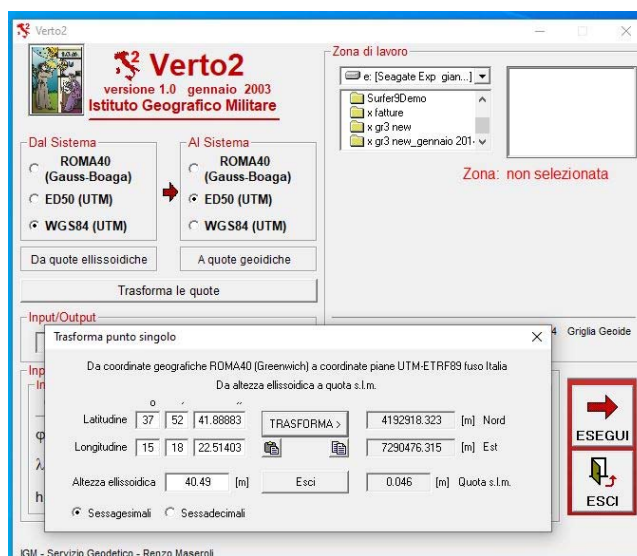 Verto2
Verto2
versione 1.0 gennaio 2003
Istituto Geografico Militare
Dal Sistema
ROMA40
(Gauss-Boaga)
ED50 (UTM)
WGS84 (UTM)
Al Sistema
ROMA40
(Gauss-Boaga)
ED50 (UTM)
WGS84 (UTM)
Da quote ellissoidiche
A quote geoidiche
Trasforma le quote
Input/Output
Zona di lavoro
e: [Seagate Exp gian...]
Surfer9Demo
x fatture
x gr3 new
x gr3 new_gennaio 201
Zona: non selezionata
4 Griglia Geoide
Trasforma punto singolo
Da coordinate geografiche ROMA40 (Greenwich) a coordinate piane UTM-ETRF89 fuso Italia
Da altezza ellissoidica a quota s.l.m.
Latitudine 37 52 41.88883 TRASFORMA > 4192918.323 [m] Nord
Longitudine 15 18 22.51403 7290476.315 [m] Est
Altezza ellissoidica 40.49 [m] Esci 0.046 [m] Quota s.l.m.
Sessagesimali Sessadecimali
Inp
In
φ
λ
h
ESEGUI
ESCI
IGM - Servizio Geodetico - Renzo Maseroli